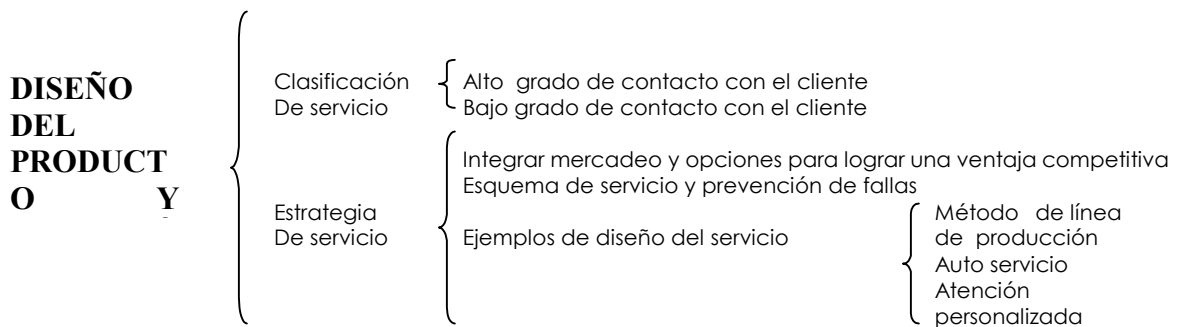 DISEÑO
DEL
PRODUCT
O Y
Clasificación
De servicio
Alto grado de contacto con el cliente
Bajo grado de contacto con el cliente
Estrategia
De servicio
Integrar mercadeo y opciones para lograr una ventaja competitiva
Esquema de servicio y prevención de fallas
Ejemplos de diseño del servicio
Método de línea
de producción
Auto servicio
Atención
personalizada